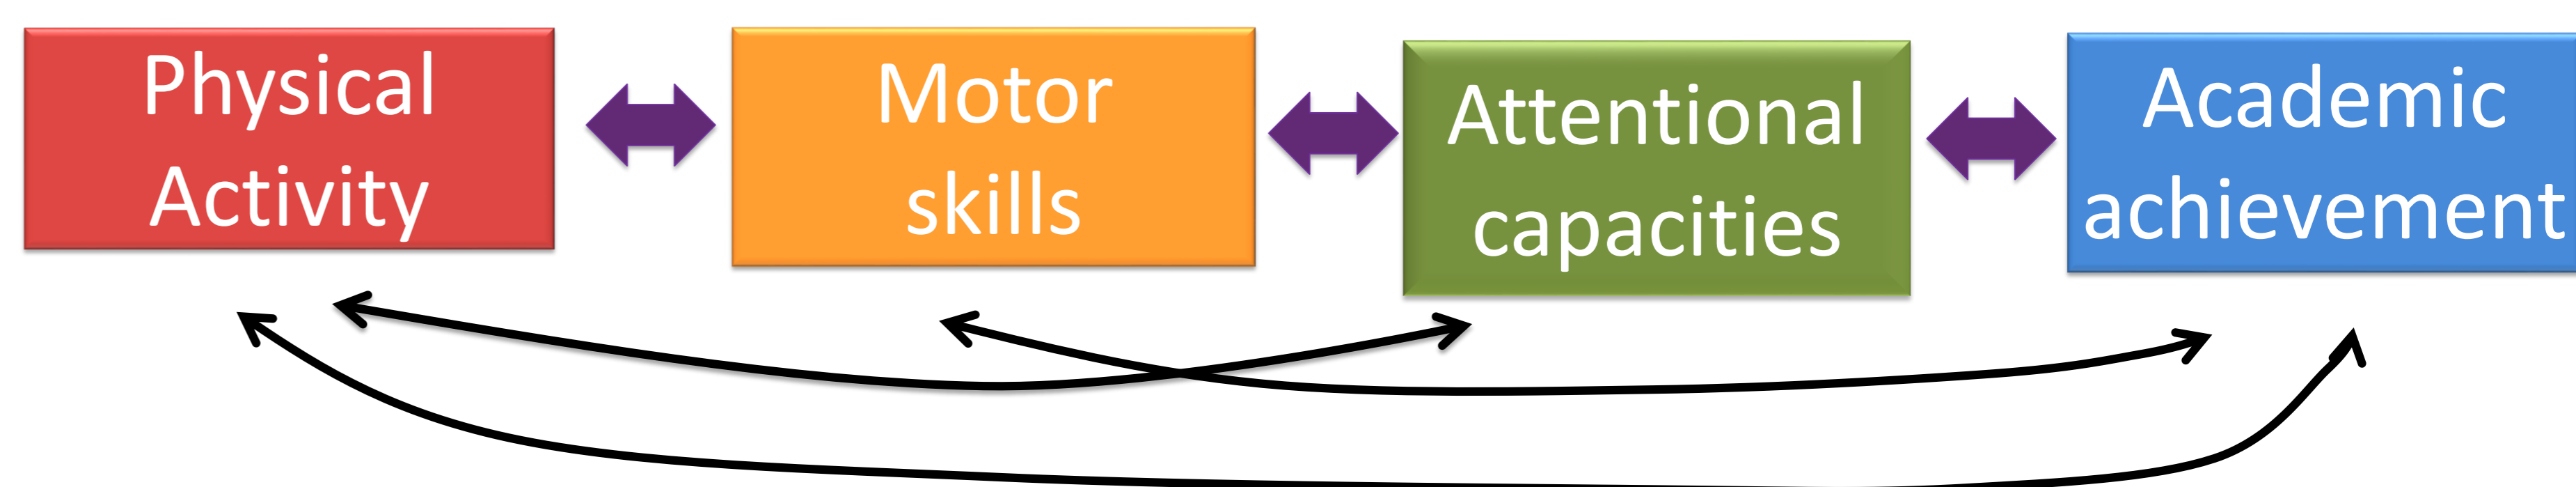 Physical
Activity
Motor
skills
Attentional
capacities
Academic
achievement